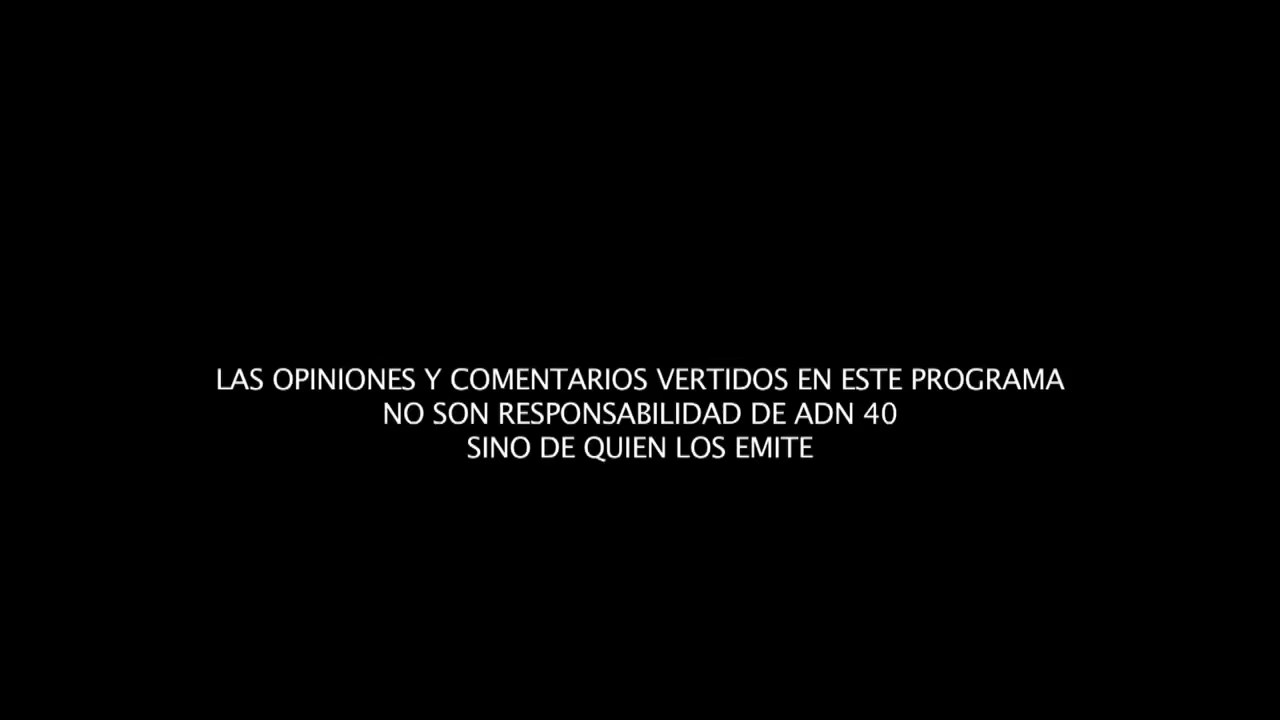 LAS OPINIONES Y COMENTARIOS VERTIDOS EN ESTE PROGRAMA
NO SON RESPONSABILIDAD DE ADN 40
SINO DE QUIEN LOS EMITE